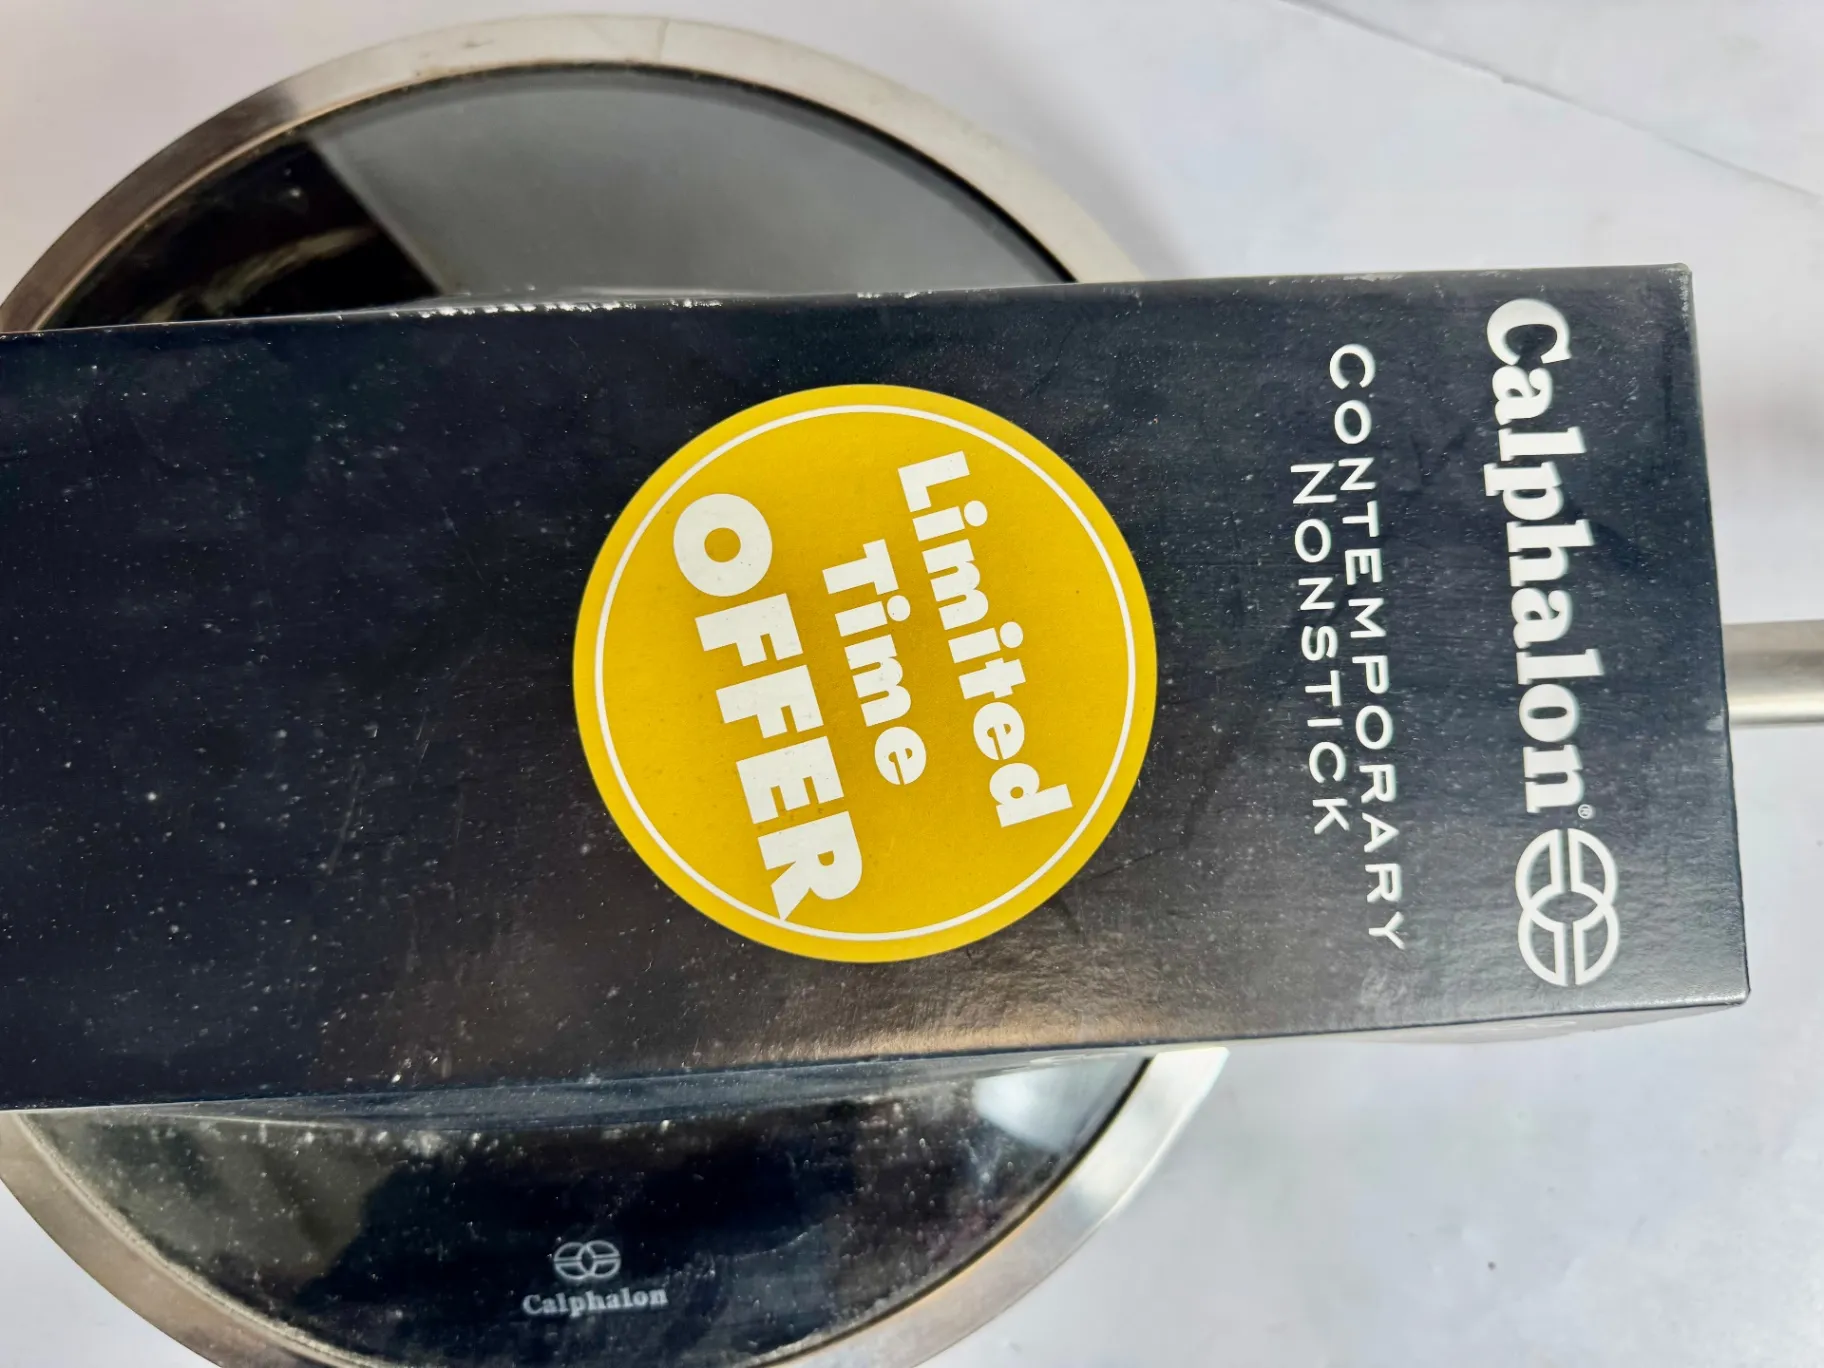 Calphalon®
CONTEMPORARY
NONSTICK
Limited
Time
OFFER
Calphalon